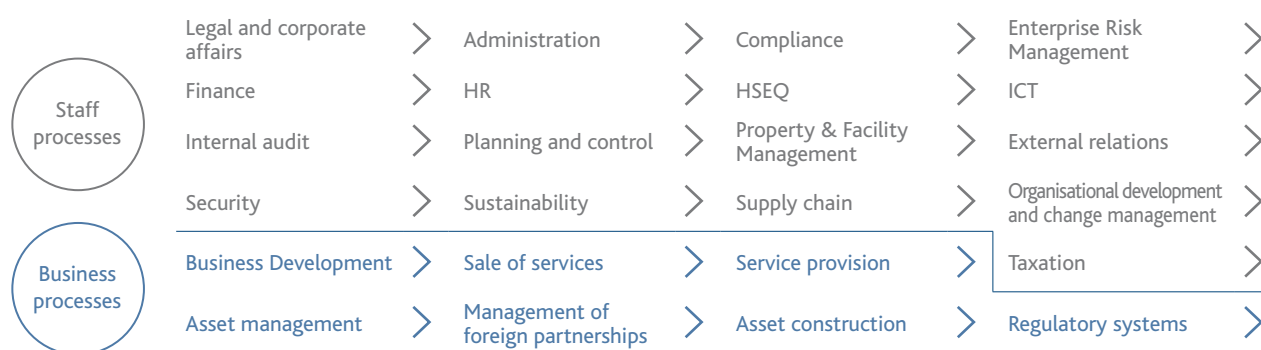 Staff
processes
Legal and corporate
affairs
Administration
Compliance
Enterprise Risk
Management
Finance
HR
HSEQ
ICT
Internal audit
Planning and control
Property & Facility
Management
External relations
Security
Sustainability
Supply chain
Organisational development
and change management
Business
processes
Business Development
Sale of services
Service provision
Taxation
Asset management
Management of
foreign partnerships
Asset construction
Regulatory systems